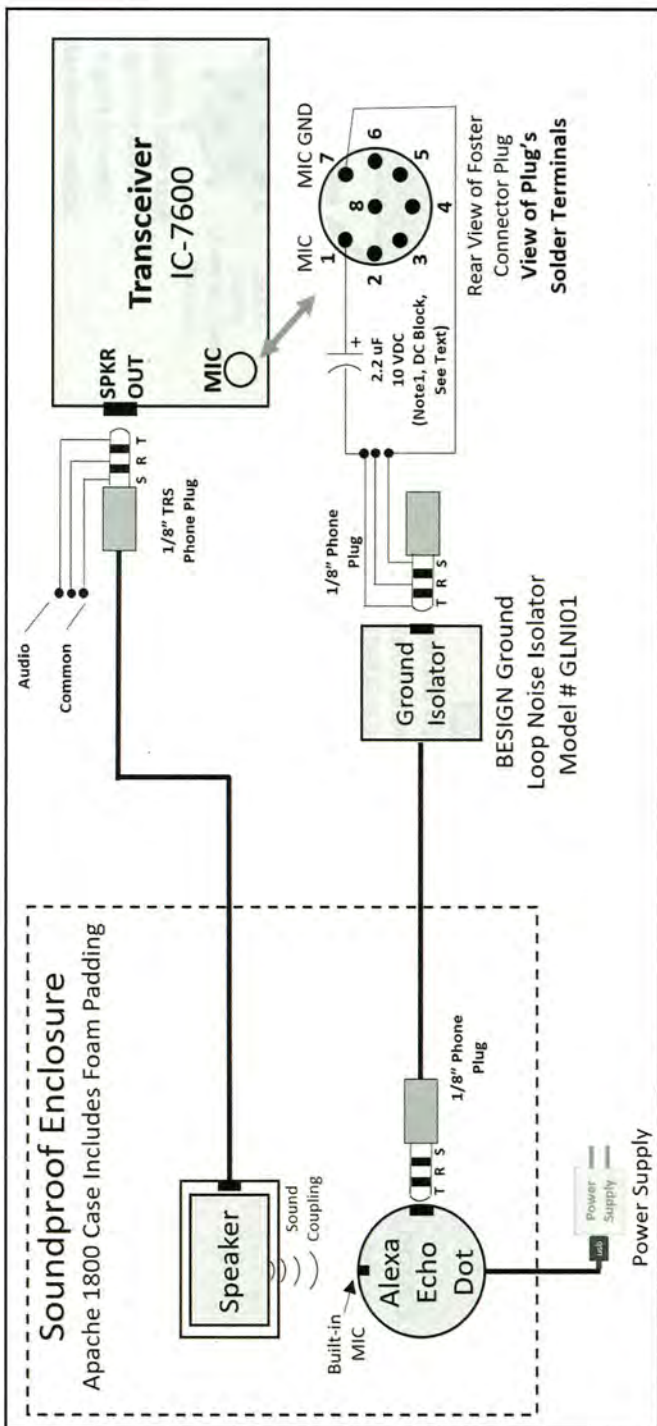 Soundproof Enclosure
Apache 1800 Case Includes Foam Padding
Speaker
Sound
Coupling
Built-in
MIC
Alexa
Echo
Dot
T R S
1/8" Phone
Plug
usb
Power
Supply
Power Supply
Audio
Common
S R T
1/8" TRS
Phone Plug
SPKR
OUT
Transceiver
IC-7600
MIC
Ground
Isolator
BESIGN Ground
Loop Noise Isolator
Model # GLNI01
1/8" Phone
Plug
T R S
+
2.2 uF
10 VDC
(Note1, DC Block,
See Text)
MIC
MIC GND
1
7
2
8
6
3
5
4
Rear View of Foster
Connector Plug
View of Plug's
Solder Terminals